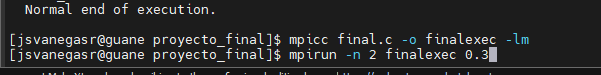 Normal end of execution.
[jsvanegasr@guane proyecto_final]$ mpicc final.c -o finalexec -lm
[jsvanegasr@guane proyecto_final]$ mpirun -n 2 finalexec 0.3